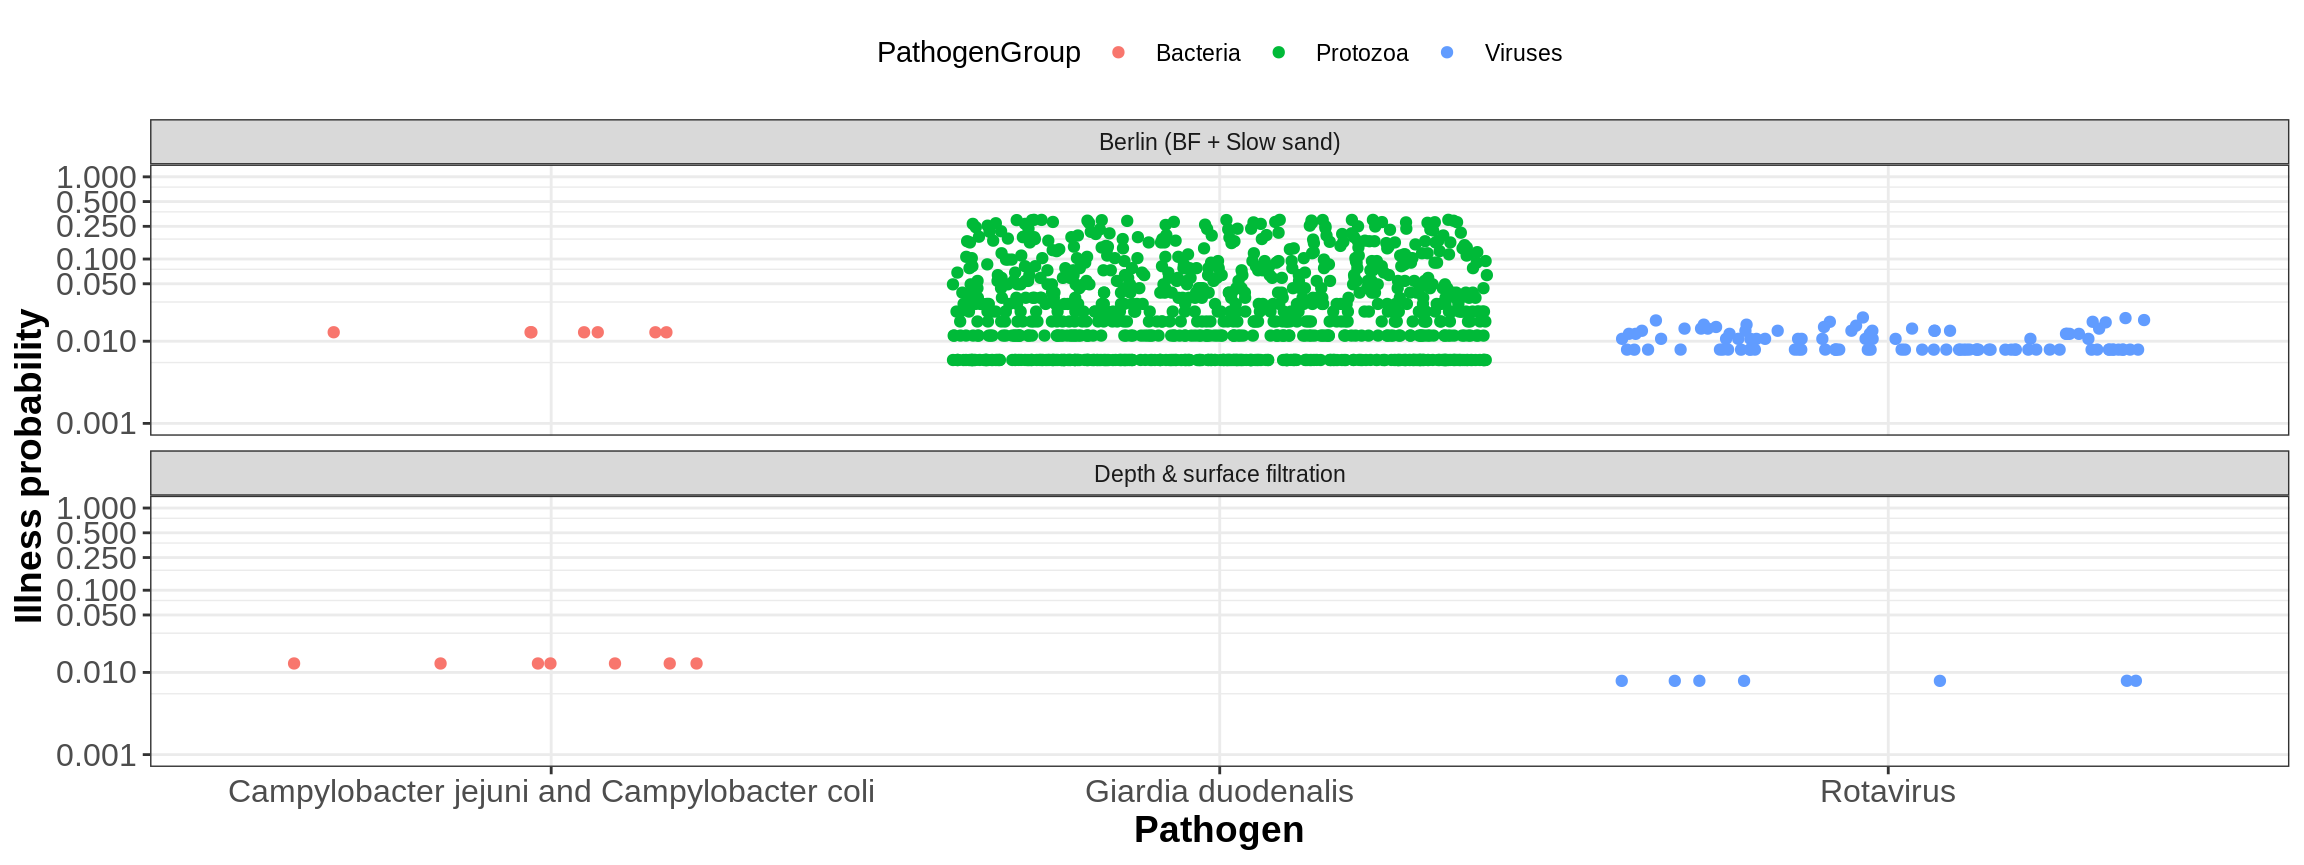 PathogenGroup Bacteria Protozoa Viruses
Berlin (BF + Slow sand)
1.000
0.500
0.250
0.100
0.050
0.010
0.001
Illness probability
Depth & surface filtration
1.000
0.500
0.250
0.100
0.050
0.010
0.001
Campylobacter jejuni and Campylobacter coli Giardia duodenalis Rotavirus
Pathogen